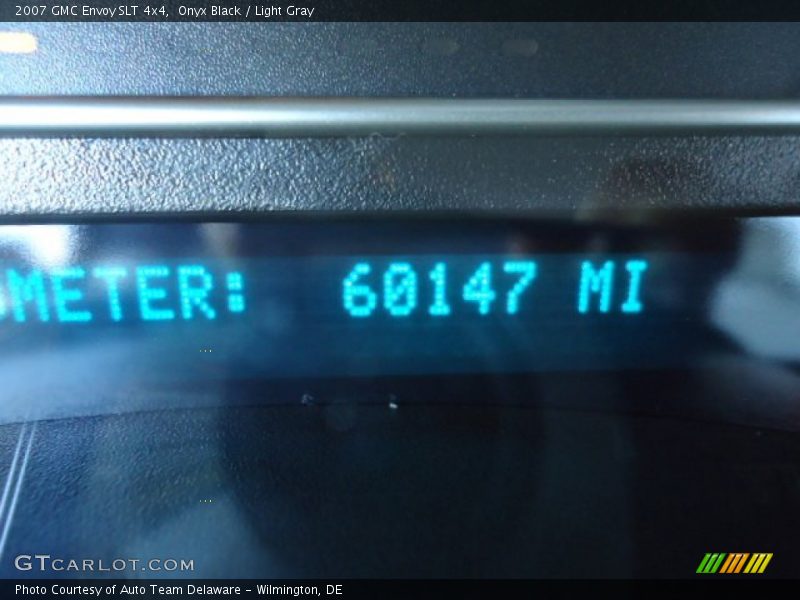 2007 GMC Envoy SLT 4x4,  Onyx Black / Light Gray
METER:  60147 MI
GTCARLOT.COM
Photo Courtesy of Auto Team Delaware - Wilmington, DE